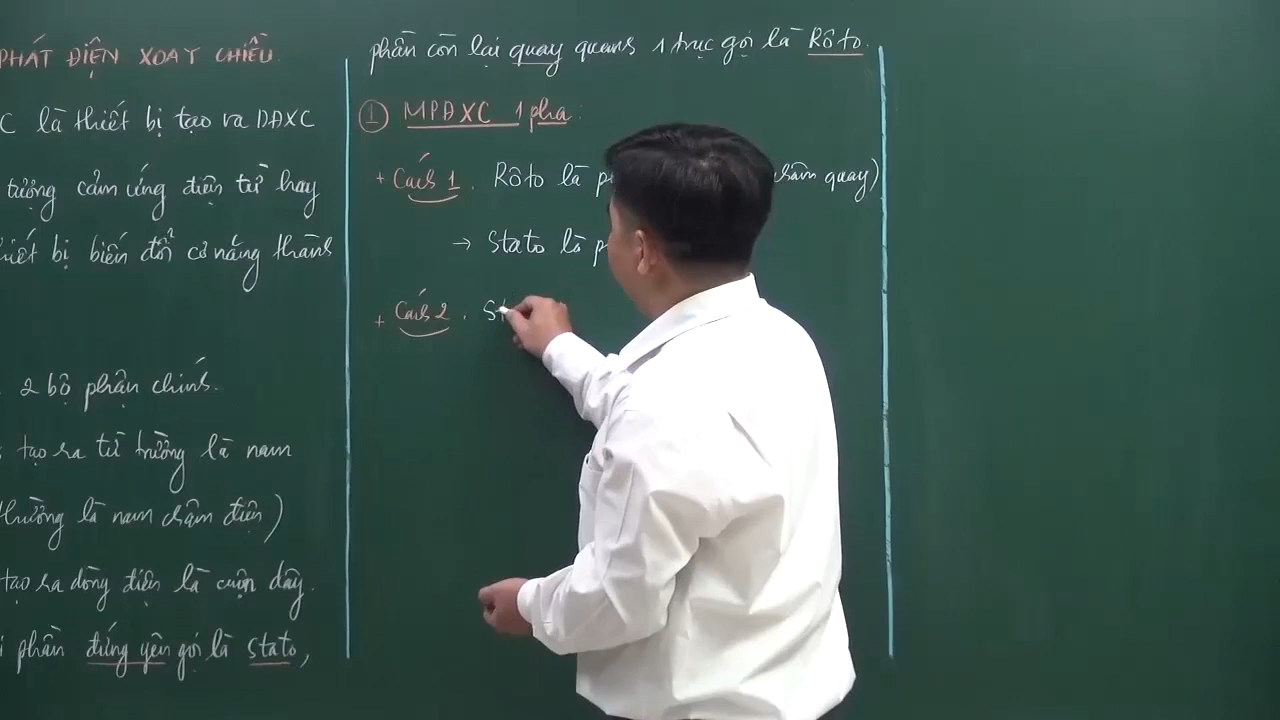 PHÁT ĐIỆN XOAY CHIỀU
C là thiết bị tạo ra DĐXC
tượng cảm ứng điện từ hay
thiết bị biến đổi cơ năng thành
2 bộ phận chính.
tạo ra từ trường là nam
thường là nam châm điện)
tạo ra dòng điện là cuộn dây.
phần đứng yên gọi là stato,
phần còn lại quay quanh 1 trục gọi là Rôto.
① MPĐXC 1 pha:
+ Cách 1. Rôto là p châm quay)
→ Stato là p
+ Cách 2. St